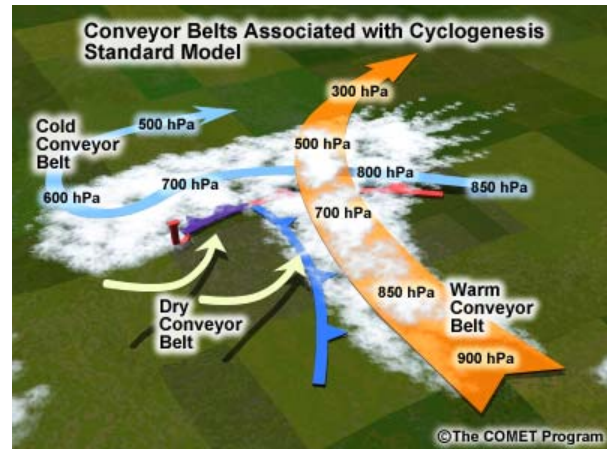 Conveyor Belts Associated with Cyclogenesis
Standard Model
300 hPa
500 hPa
Cold
Conveyor
Belt
500 hPa
600 hPa
700 hPa
800 hPa
850 hPa
700 hPa
850 hPa
Warm
Conveyor
Belt
900 hPa
Dry
Conveyor
Belt
©The COMET Program